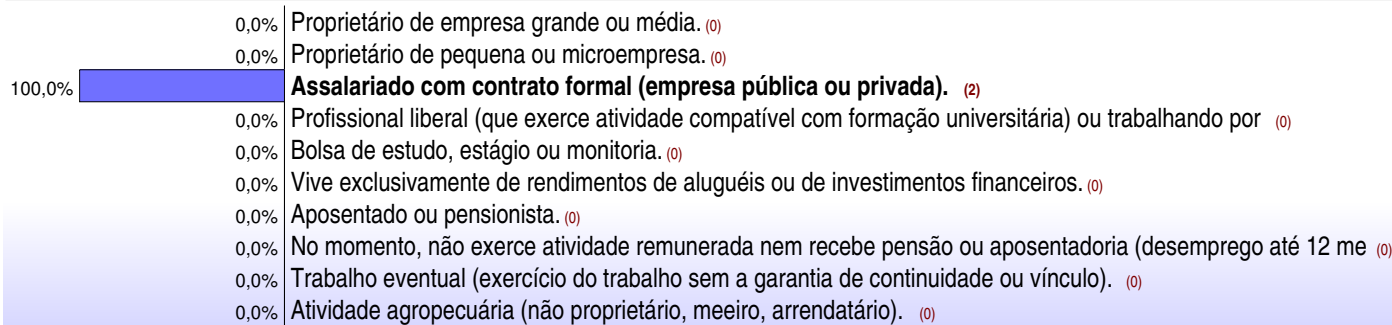 0,0% Proprietário de empresa grande ou média. (0)
0,0% Proprietário de pequena ou microempresa. (0)
100,0% Assalariado com contrato formal (empresa pública ou privada). (2)
0,0% Profissional liberal (que exerce atividade compatível com formação universitária) ou trabalhando por (0)
0,0% Bolsa de estudo, estágio ou monitoria. (0)
0,0% Vive exclusivamente de rendimentos de aluguéis ou de investimentos financeiros. (0)
0,0% Aposentado ou pensionista. (0)
0,0% No momento, não exerce atividade remunerada nem recebe pensão ou aposentadoria (desemprego até 12 me (0)
0,0% Trabalho eventual (exercício do trabalho sem a garantia de continuidade ou vínculo). (0)
0,0% Atividade agropecuária (não proprietário, meeiro, arrendatário). (0)